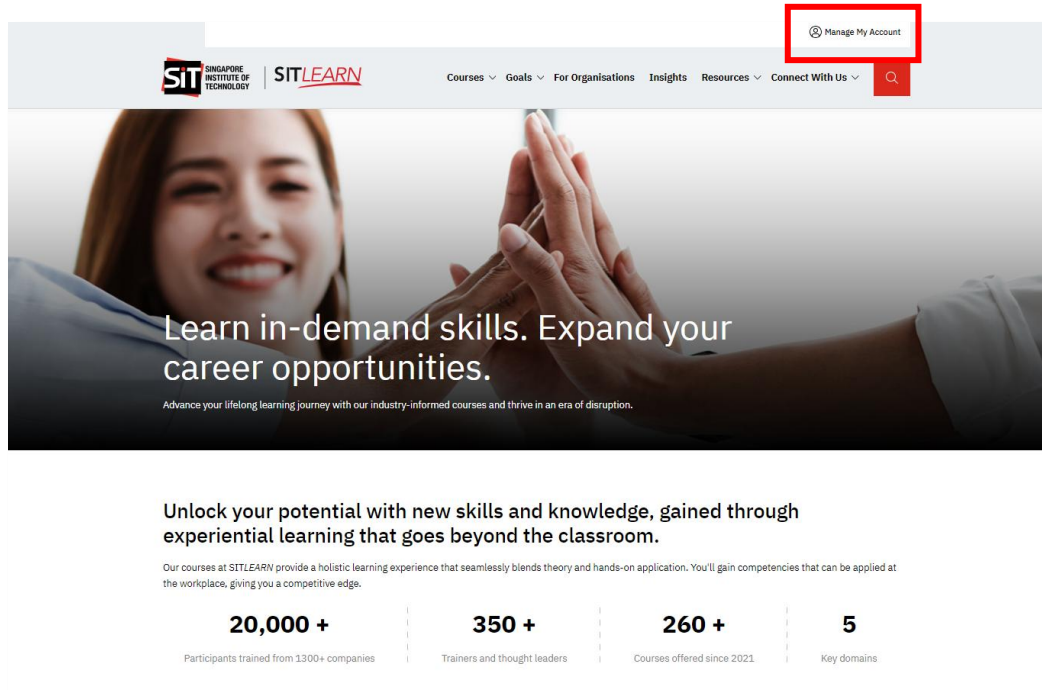 Manage My Account
SiT SINGAPORE INSTITUTE OF TECHNOLOGY
SITLEARN
Courses Goals For Organisations Insights Resources Connect With Us
Learn in-demand skills. Expand your
career opportunities.
Advance your lifelong learning journey with our industry-informed courses and thrive in an era of disruption.
Unlock your potential with new skills and knowledge, gained through
experiential learning that goes beyond the classroom.
Our courses at SITLEARN provide a holistic learning experience that seamlessly blends theory and hands-on application. You'll gain competencies that can be applied at
the workplace, giving you a competitive edge.
20,000 + 350 + 260 + 5
Participants trained from 1300+ companies Trainers and thought leaders Courses offered since 2021 Key domains